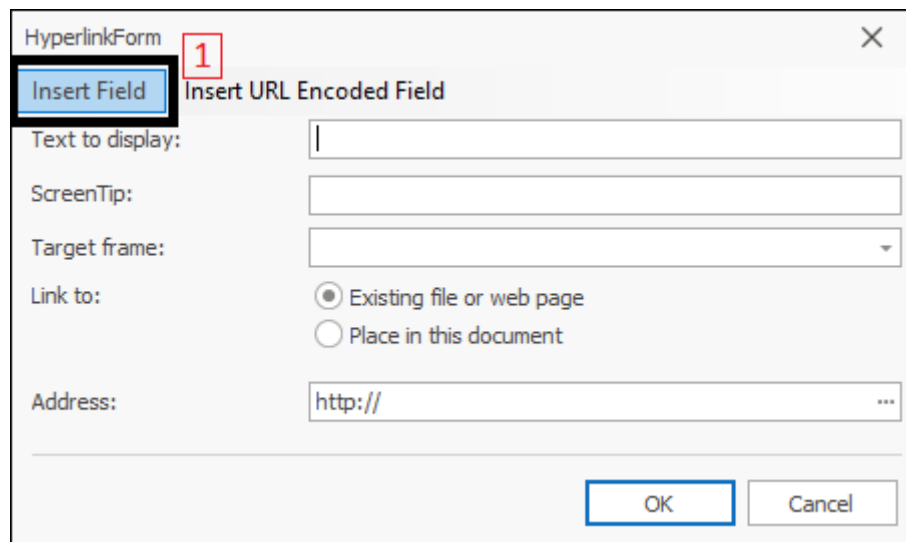 HyperlinkForm
1
Insert Field Insert URL Encoded Field
Text to display:
ScreenTip:
Target frame:
Link to: Existing file or web page
Place in this document
Address: http:// ...
OK Cancel